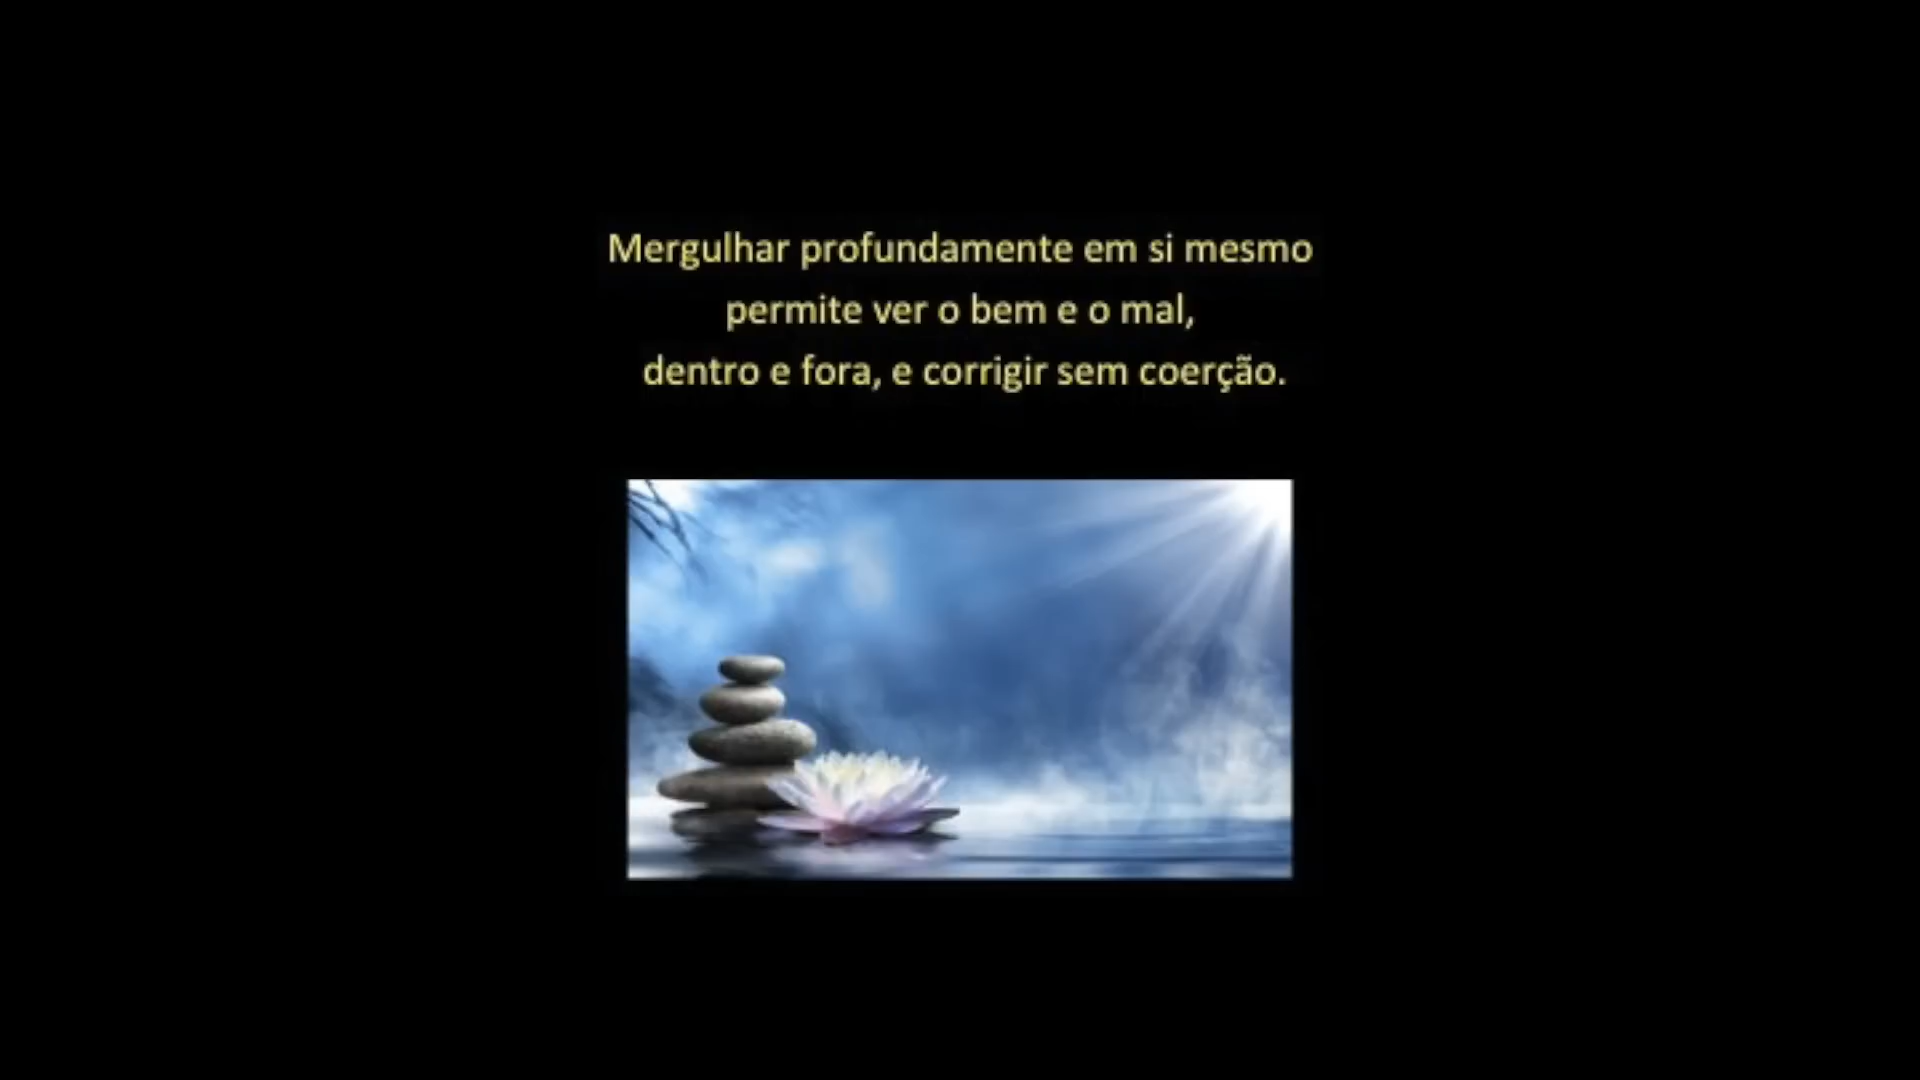 Mergulhar profundamente em si mesmo
permite ver o bem e o mal,
dentro e fora, e corrigir sem coerção.